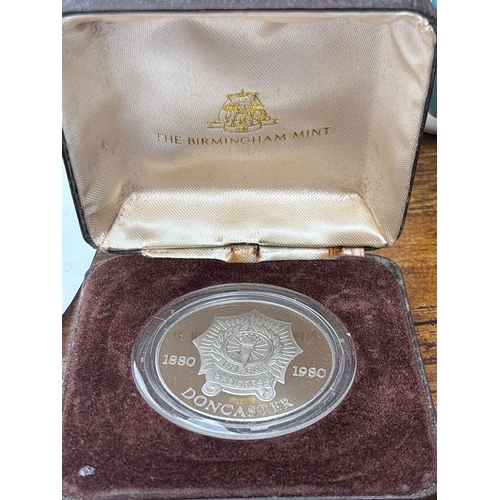 THE BIRMINGHAM MINT
1880 1980
DONCASTER